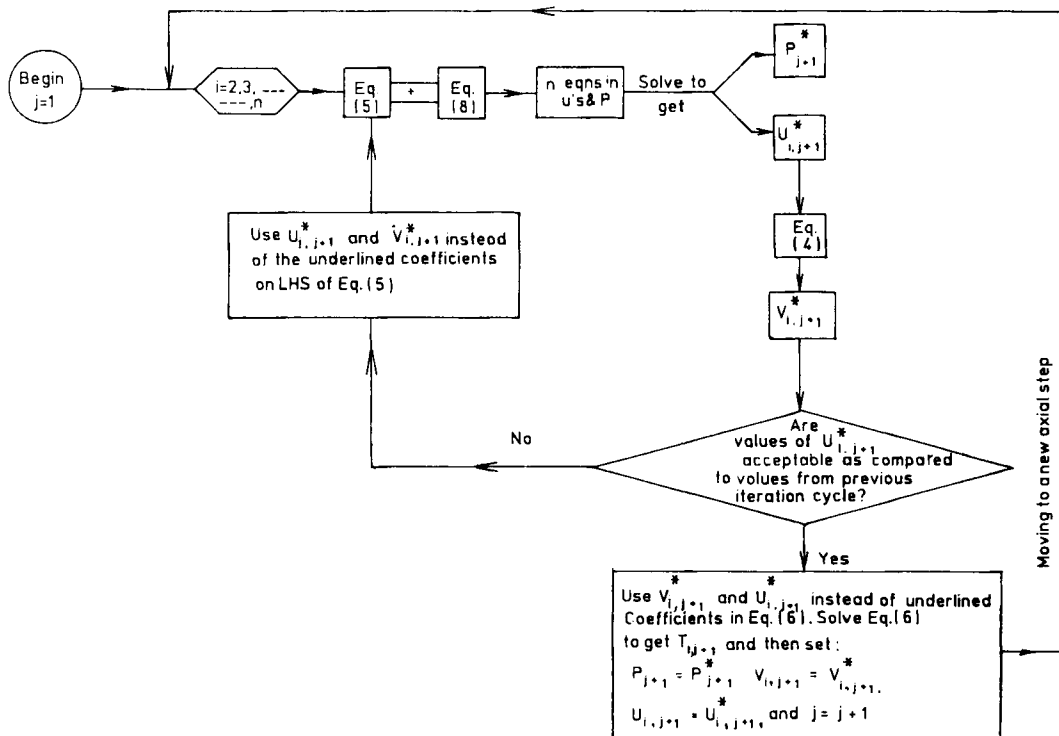 Begin
j=1
i=2,3, ---
---,n
Eq.
(5)
+
Eq.
(8)
n eqns in
u's & P
Solve to
get
P*j+1
U*i,j+1
Eq.
(4)
V*i,j+1
Use U*i,j+1 and V*i,j+1 instead
of the underlined coefficients
on LHS of Eq.(5)
Are
values of U*i,j+1
acceptable as compared
to values from previous
iteration cycle?
No
Yes
Use V*i,j+1 and U*i,j+1 instead of underlined
Coefficients in Eq.(6). Solve Eq.(6)
to get Ti,j+1 and then set:
Pj+1 = P*j+1 Vi,j+1 = V*i,j+1,
Ui,j+1 = U*i,j+1, and j = j+1
Moving to a new axial step